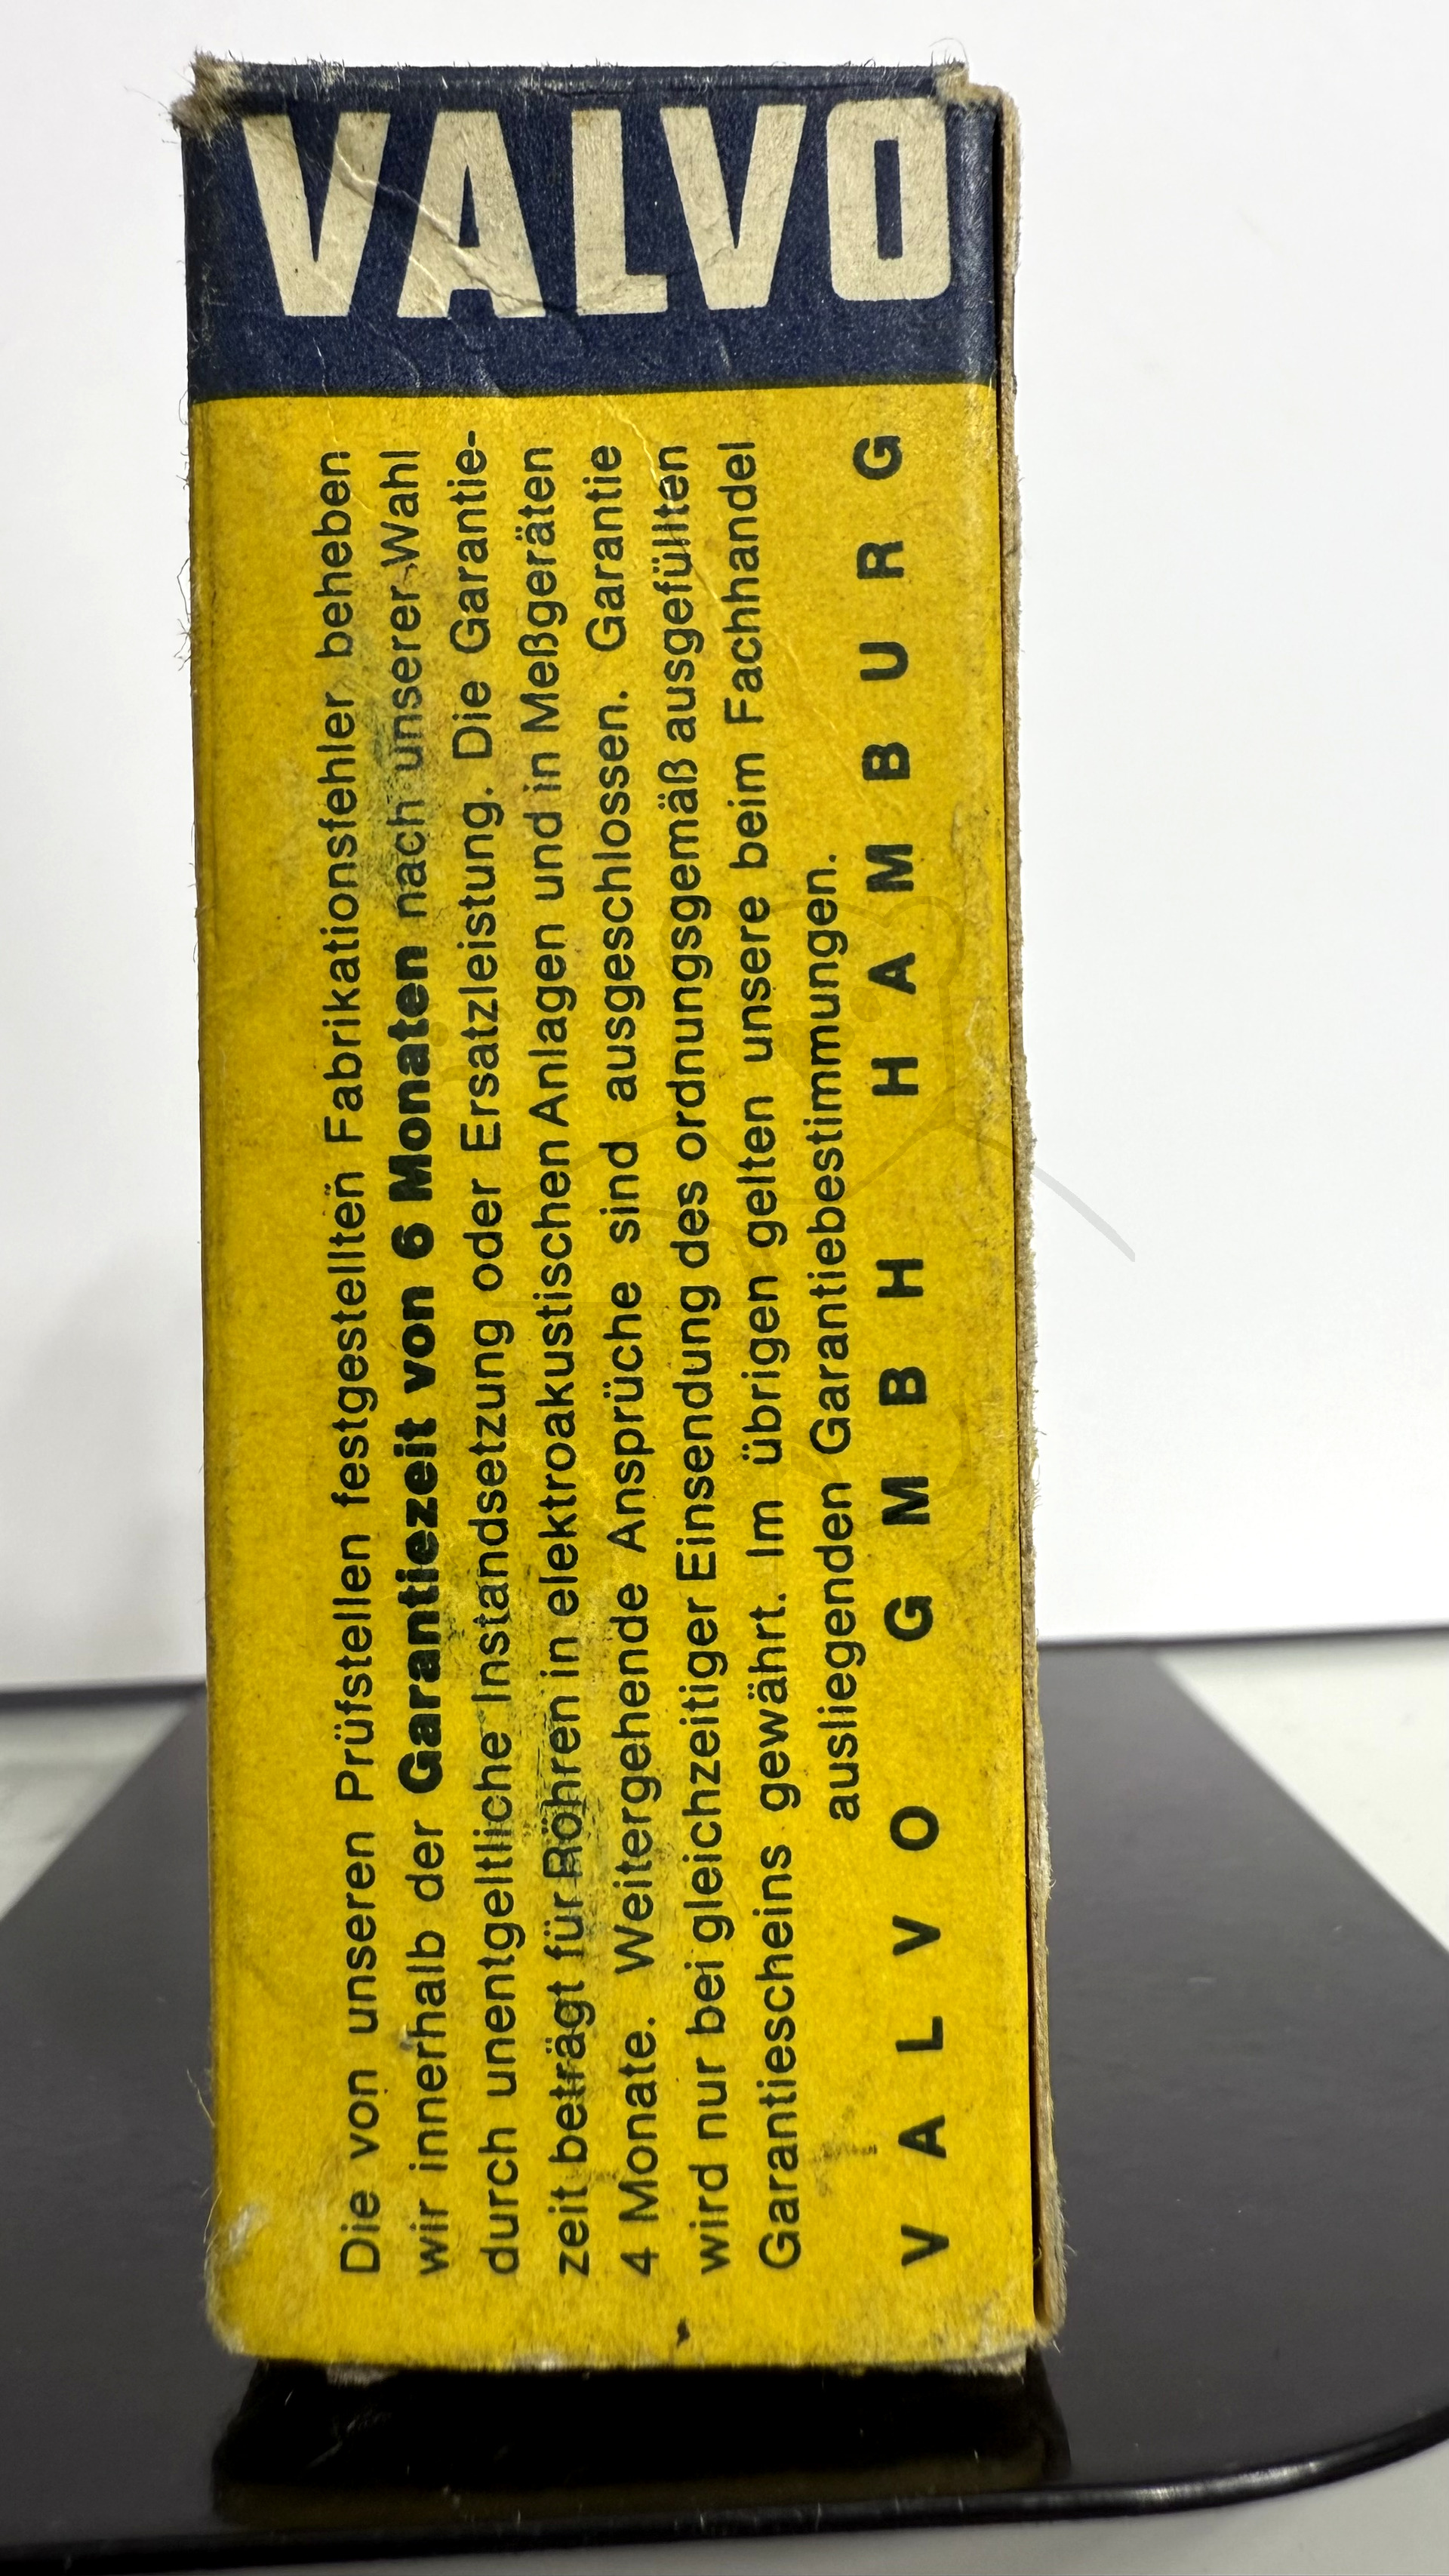 VALVO
Die von unseren Prüfstellen festgestellten Fabrikationsfehler beheben
wir innerhalb der Garantiezeit von 6 Monaten nach unserer Wahl
durch unentgeltliche Instandsetzung oder Ersatzleistung. Die Garantie-
zeit beträgt für Röhren in elektroakustischen Anlagen und in Meßgeräten
4 Monate. Weitergehende Ansprüche sind ausgeschlossen. Garantie
wird nur bei gleichzeitiger Einsendung des ordnungsgemäß ausgefüllten
Garantiescheins gewährt. Im übrigen gelten unsere beim Fachhandel
ausliegenden Garantiebestimmungen.
VALVO GMBH HAMBURG